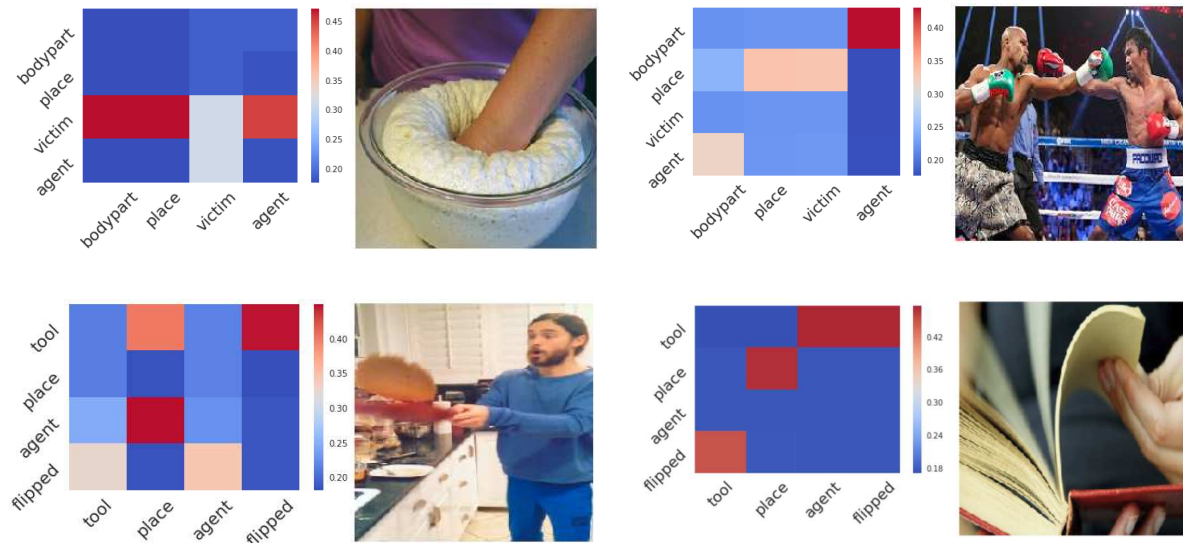 bodypart
place
victim
agent
bodypart
place
victim
agent
0.45
0.40
0.35
0.30
0.25
0.20
bodypart
place
victim
agent
bodypart
place
victim
agent
0.40
0.35
0.30
0.25
0.20
PACQUIAO
tool
place
agent
flipped
tool
place
agent
flipped
0.40
0.35
0.30
0.25
0.20
tool
place
agent
flipped
tool
place
agent
flipped
0.42
0.36
0.30
0.24
0.18